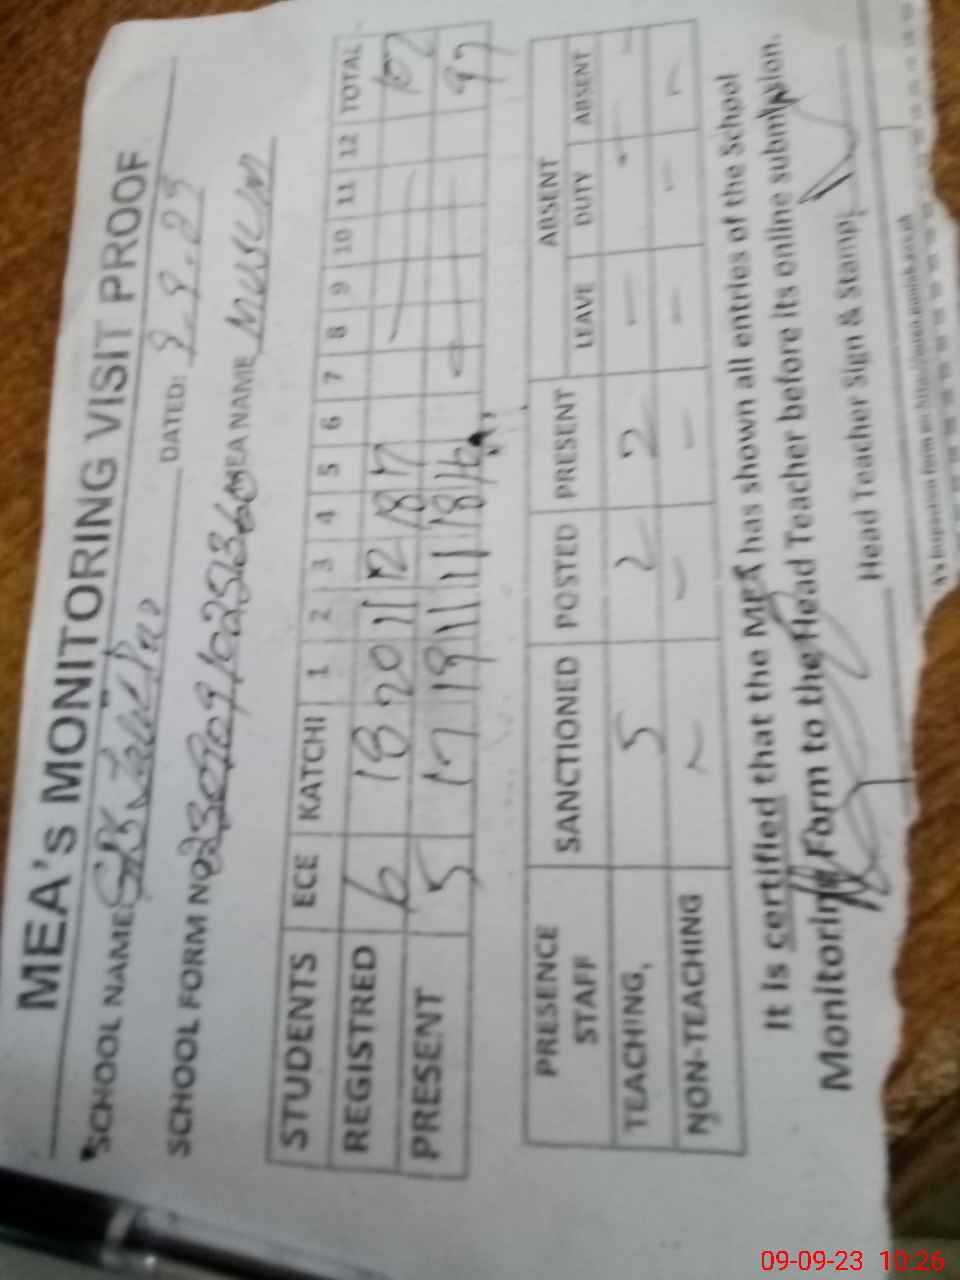 MEA's MONITORING VISIT PROOF
SCHOOL NAME GPS DATED: 9.9.23
SCHOOL FORM NO MEA NAME MUSLIM
STUDENTS ECE KATCHI 1 2 3 4 5 6 7 8 9 10 11 12 TOTAL
REGISTRED 6 18 20 11 12 18 17 — 102
PRESENT 5 17 19 11 11 18 16 — 97
PRESENCE STAFF SANCTIONED POSTED PRESENT ABSENT
LEAVE DUTY ABSENT
TEACHING, 5 2 2 — - -
NON-TEACHING ~ - - - - -
It Is certified that the MEA has shown all entries of the School
Monitoring Form to the Head Teacher before its online submission.
Head Teacher Sign & Stamp:
09-09-23 10:26